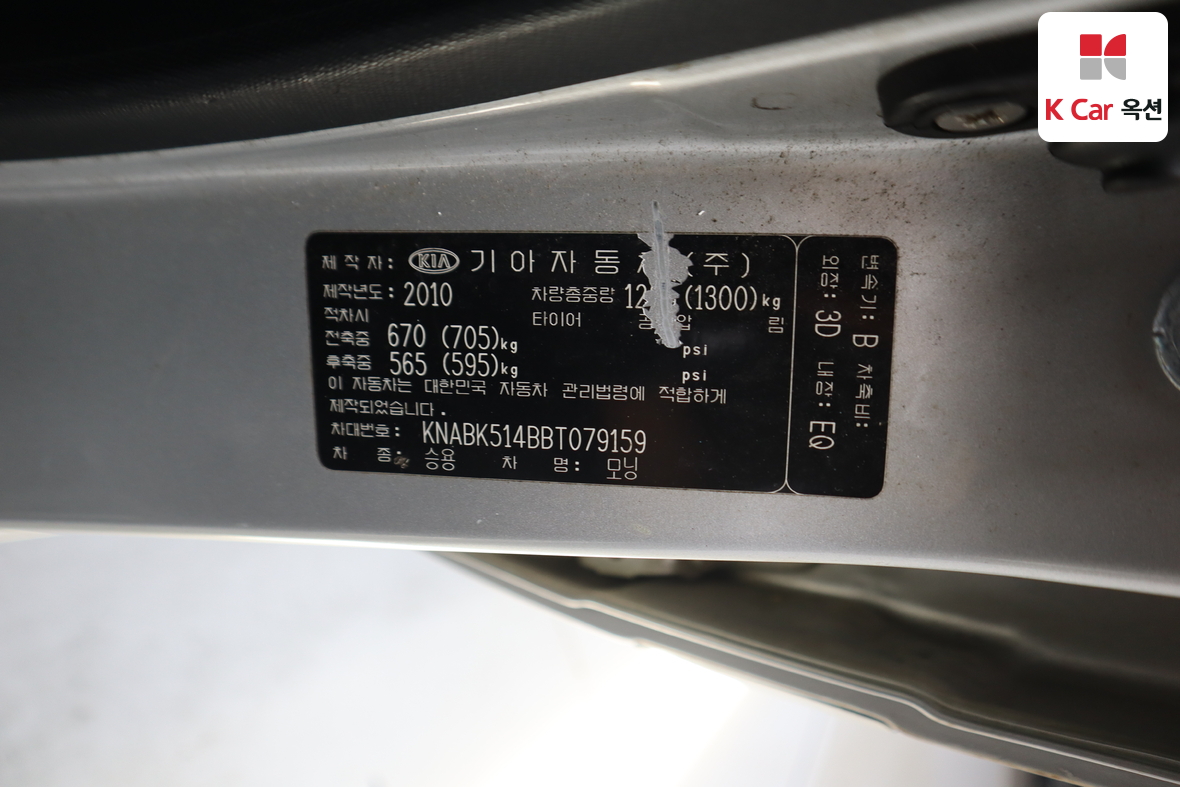 K Car 옥션
제 작 자: KIA 기 아 자 동 (주)
제작년도: 2010 차량총중량 (1300)kg
적차시 타이어 림
전축중 670 (705)kg psi
후축중 565 (595)kg psi
이 자동차는 대한민국 자동차 관리법령에 적합하게
제작되었습니다.
차대번호: KNABK514BBT079159
차 종: 승용 차 명: 모닝
변속기: B 차축비:
외장: 3D 내장: EQ